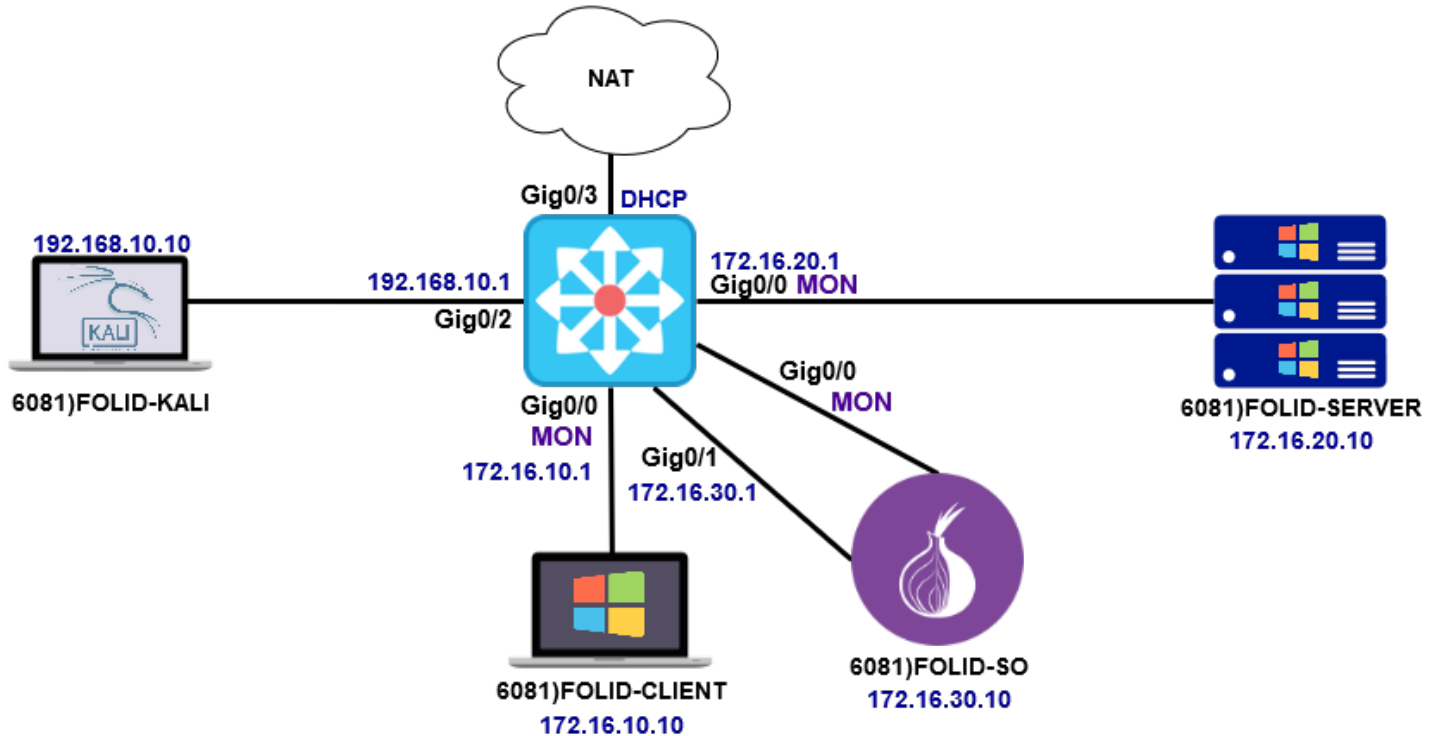 NAT
Gig0/3
DHCP
192.168.10.10
192.168.10.1
Gig0/2
KALI
6081)FOLID-KALI
172.16.20.1
Gig0/0 MON
6081)FOLID-SERVER
172.16.20.10
Gig0/0
MON
172.16.10.1
Gig0/1
172.16.30.1
Gig0/0
MON
6081)FOLID-CLIENT
172.16.10.10
6081)FOLID-SO
172.16.30.10